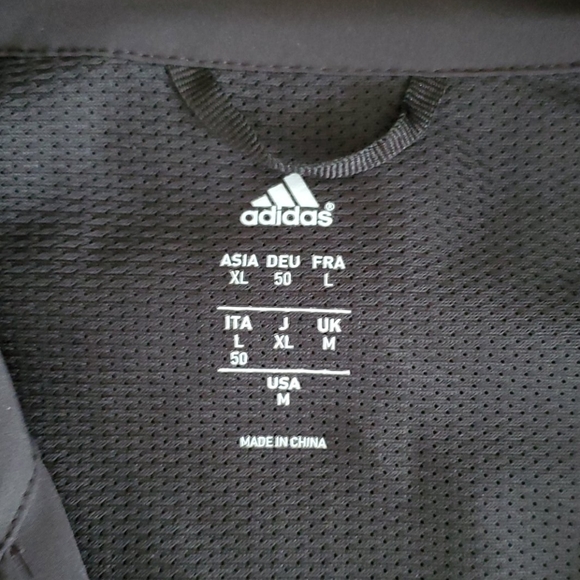 adidas®
ASIA DEU FRA
XL 50 L
ITA J UK
L XL M
50
USA
M
MADE IN CHINA